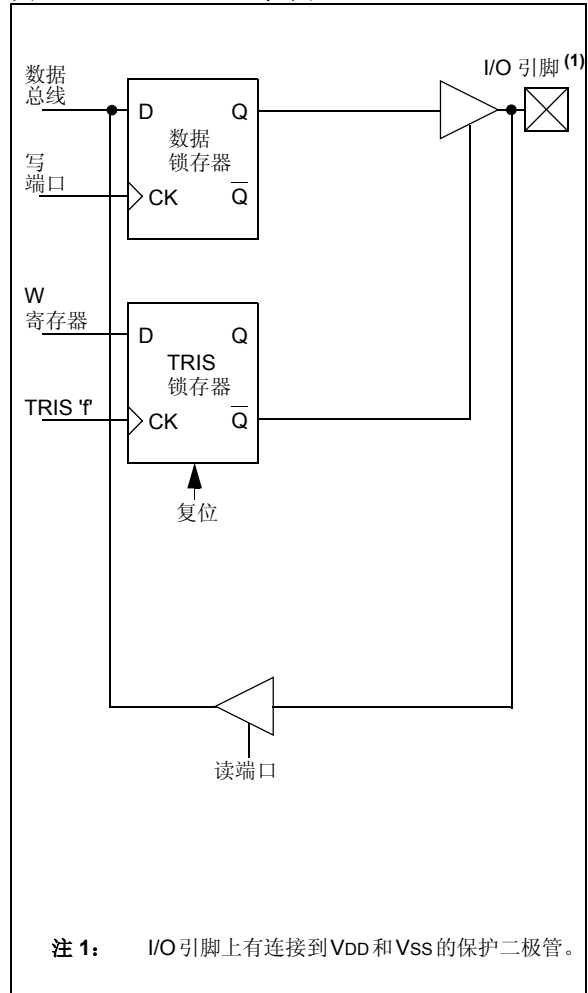 I/O 引脚 (1)
数据
总线
D
Q
数据
锁存器
写
端口
CK
Q
W
寄存器
D
Q
TRIS
锁存器
TRIS 'f'
CK
Q
复位
读端口
注 1: I/O引脚上有连接到VDD和VSS的保护二极管。